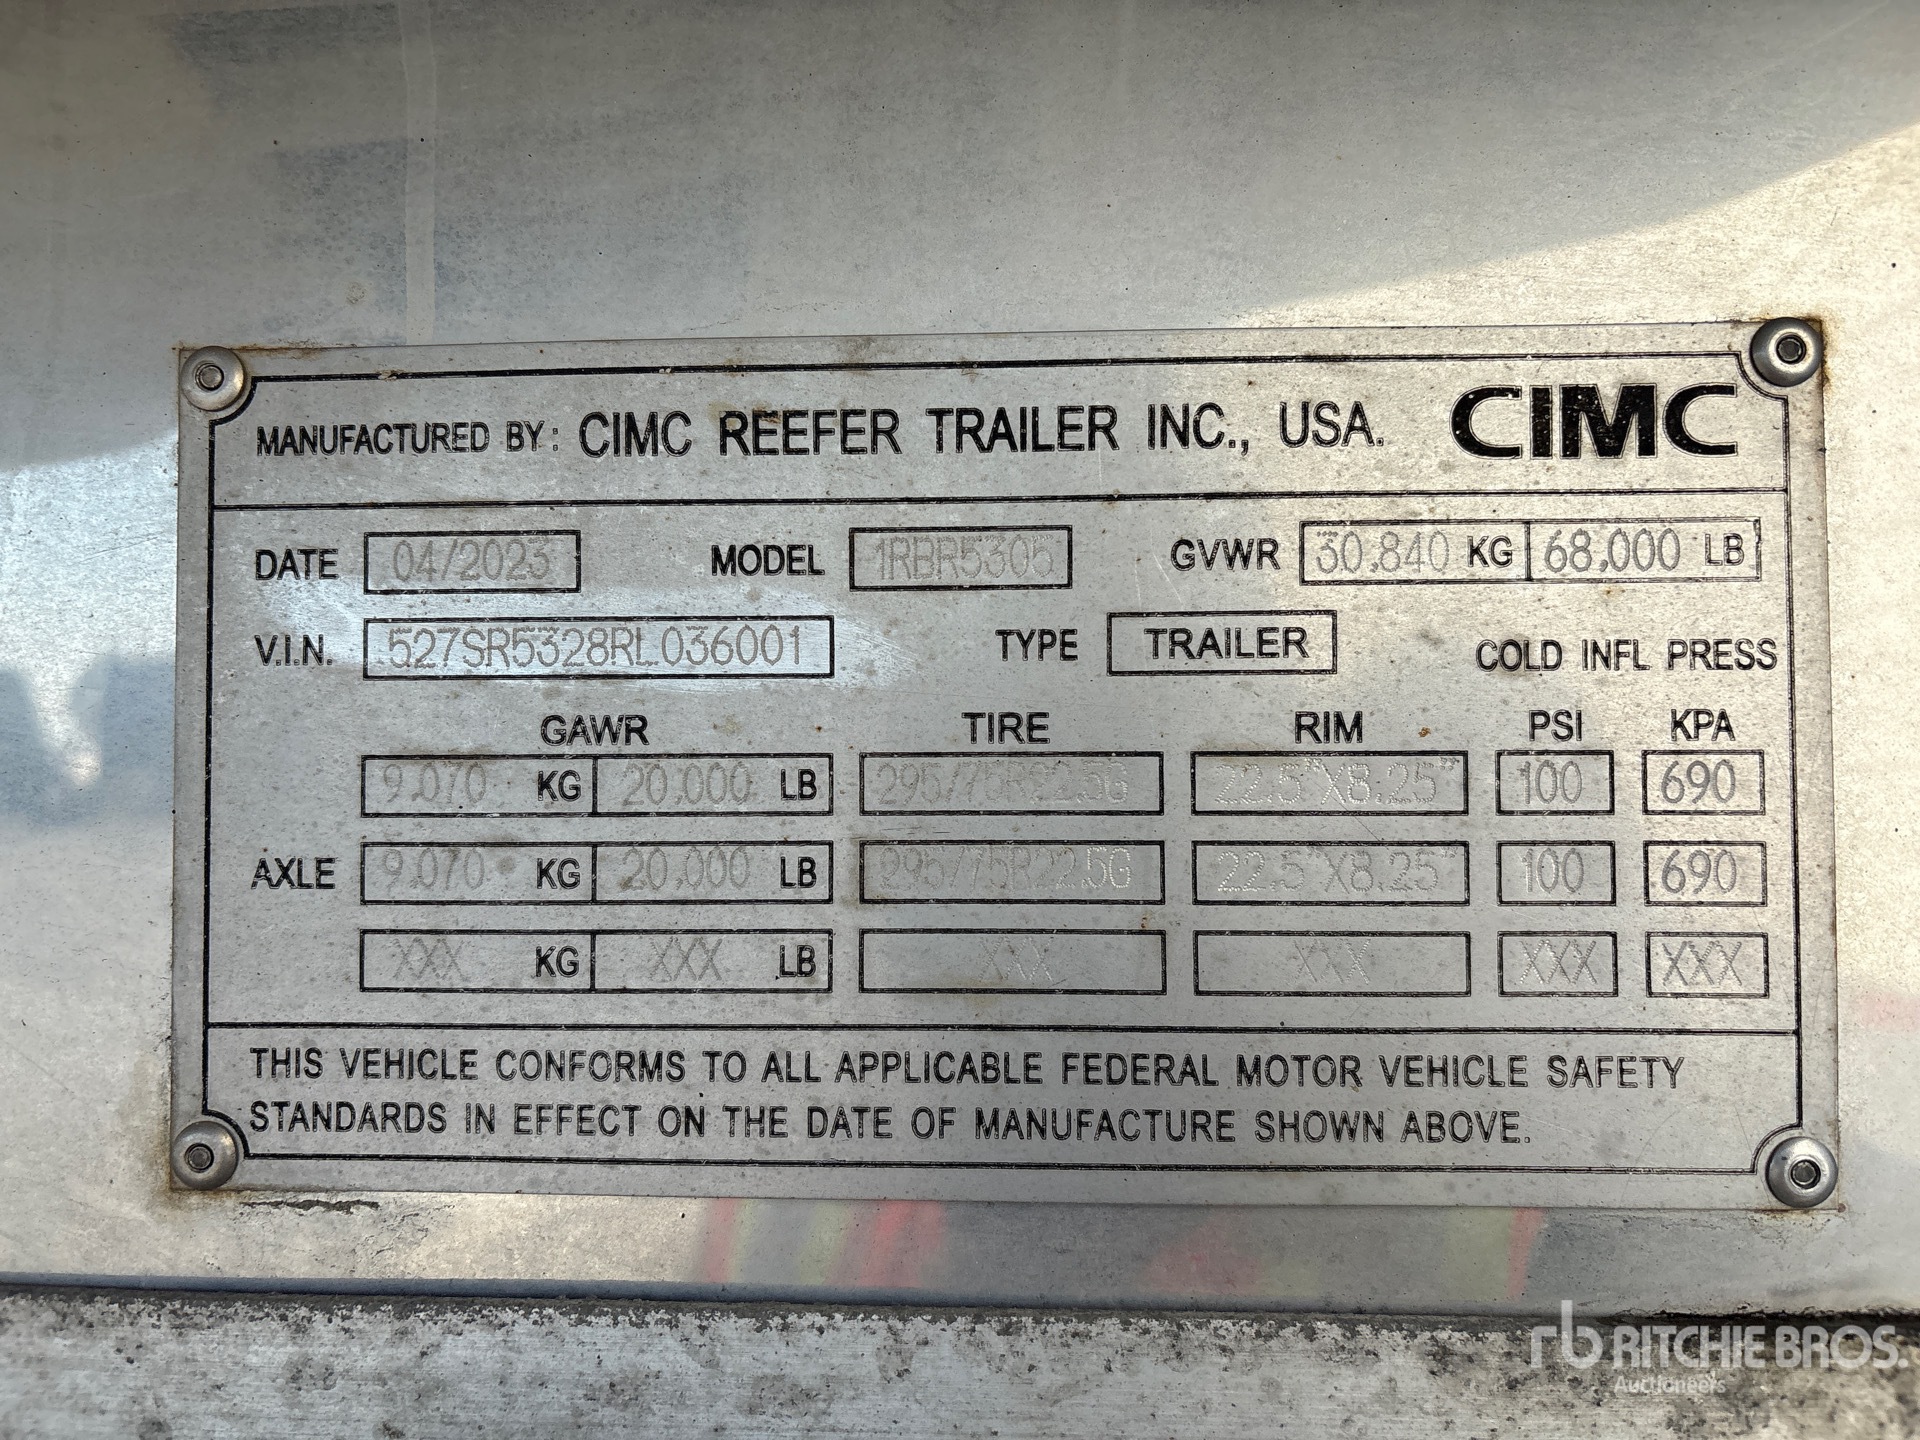 MANUFACTURED BY: CIMC REEFER TRAILER INC., USA. CIMC
DATE 04/2023 MODEL 1RBR5305 GVWR 30,840 KG 68,000 LB
V.I.N. 527SR5328RL036001 TYPE TRAILER COLD INFL PRESS
GAWR TIRE RIM PSI KPA
9,070 KG 20,000 LB 295/75R22.5G 22.5"X8.25" 100 690
AXLE 9,070 KG 20,000 LB 295/75R22.5G 22.5"X8.25" 100 690
XXX KG XXX LB XXX XXX XXX XXX
THIS VEHICLE CONFORMS TO ALL APPLICABLE FEDERAL MOTOR VEHICLE SAFETY
STANDARDS IN EFFECT ON THE DATE OF MANUFACTURE SHOWN ABOVE.
rb RITCHIE BROS.
Auctioneers